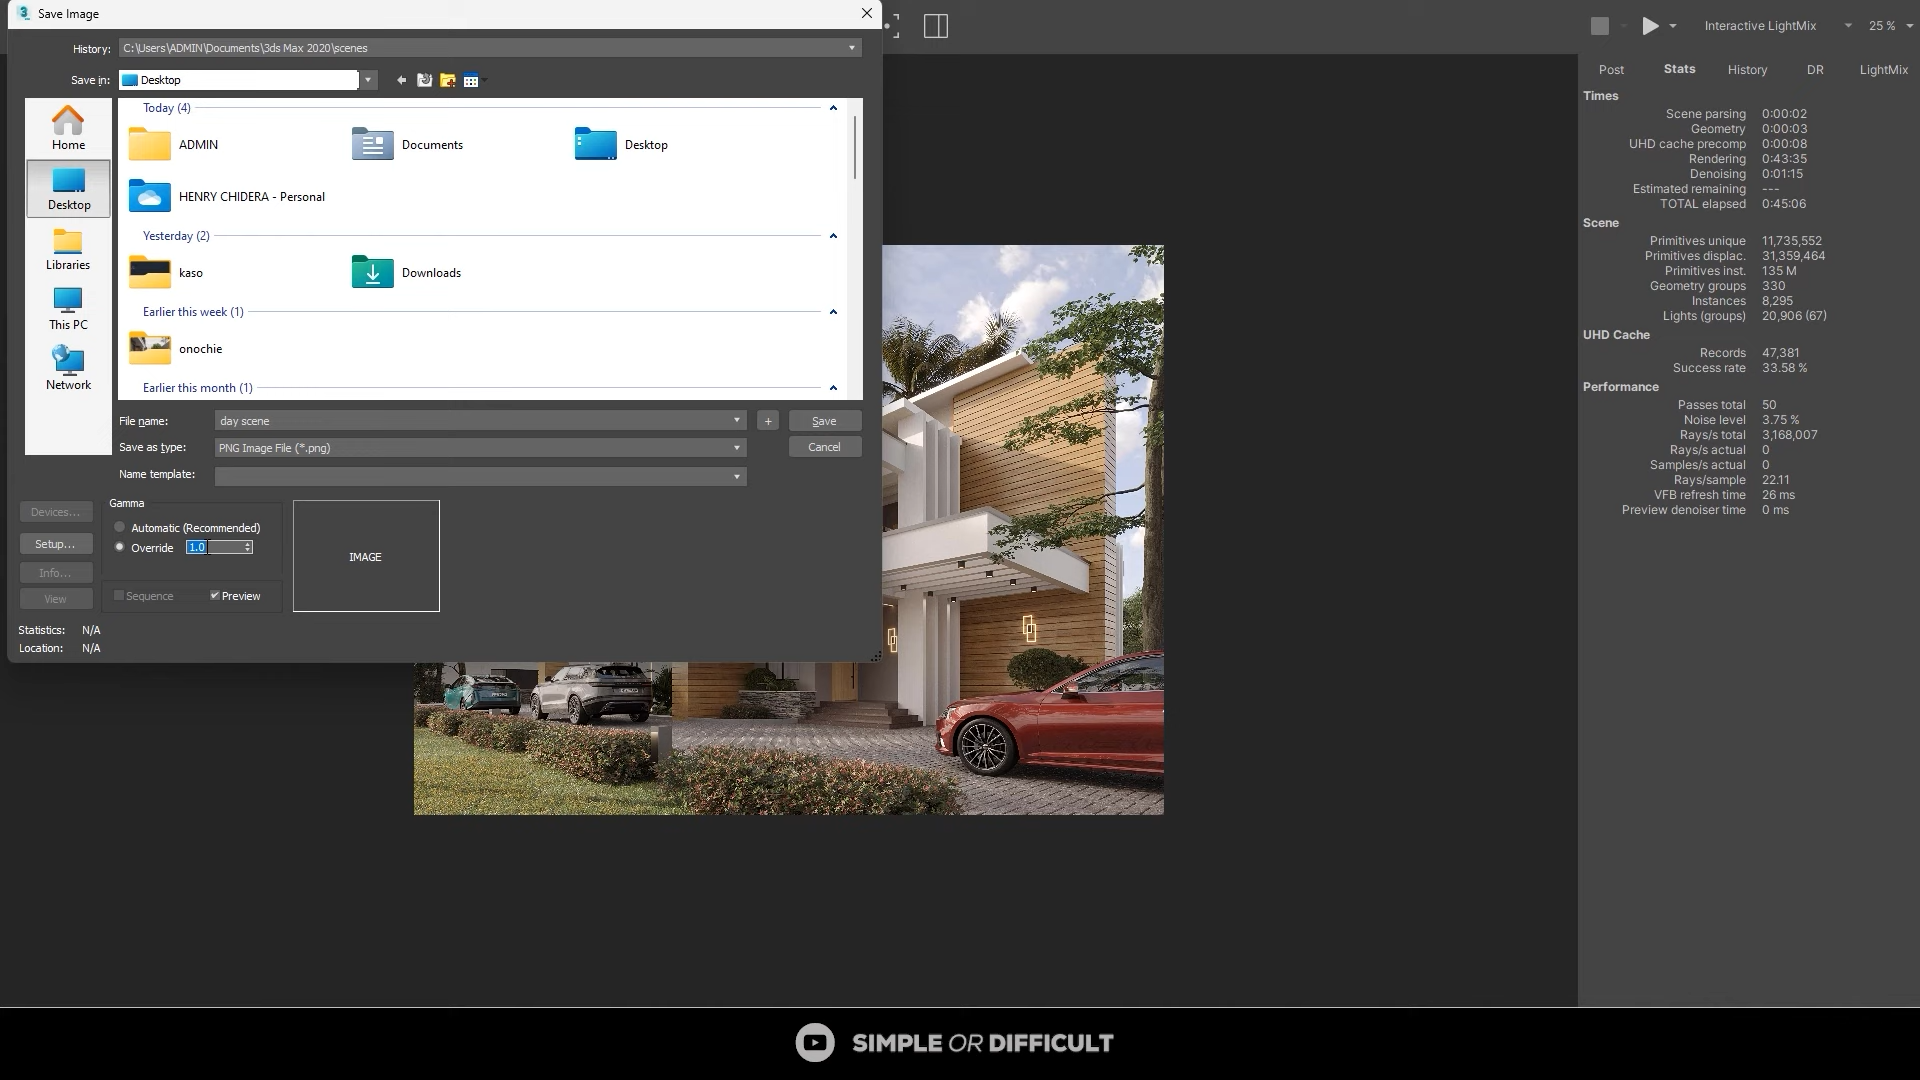 Save Image
History: C:\Users\ADMIN\Documents\3ds Max 2020\scenes
Save in: Desktop
Home
Desktop
Libraries
This PC
Network
Today (4)
ADMIN
Documents
Desktop
HENRY CHIDERA - Personal
Yesterday (2)
kaso
Downloads
Earlier this week (1)
onochie
Earlier this month (1)
File name: day scene
+
Save
Save as type: PNG Image File (*.png)
Cancel
Name template:
Devices...
Setup...
Info...
View
Gamma
Automatic (Recommended)
Override 1.0
Sequence
Preview
IMAGE
Statistics: N/A
Location: N/A
Interactive LightMix
25 %
Post
Stats
History
DR
LightMix
Times
Scene parsing 0:00:02
Geometry 0:00:03
UHD cache precomp 0:00:08
Rendering 0:43:35
Denoising 0:01:15
Estimated remaining ---
TOTAL elapsed 0:45:06
Scene
Primitives unique 11,735,552
Primitives displac. 31,359,464
Primitives inst. 135 M
Geometry groups 330
Instances 8,295
Lights (groups) 20,906 (67)
UHD Cache
Records 47,381
Success rate 33.58 %
Performance
Passes total 50
Noise level 3.75 %
Rays/s total 3,168,007
Rays/s actual 0
Samples/s actual 0
Rays/sample 22.11
VFB refresh time 26 ms
Preview denoiser time 0 ms
SIMPLE OR DIFFICULT